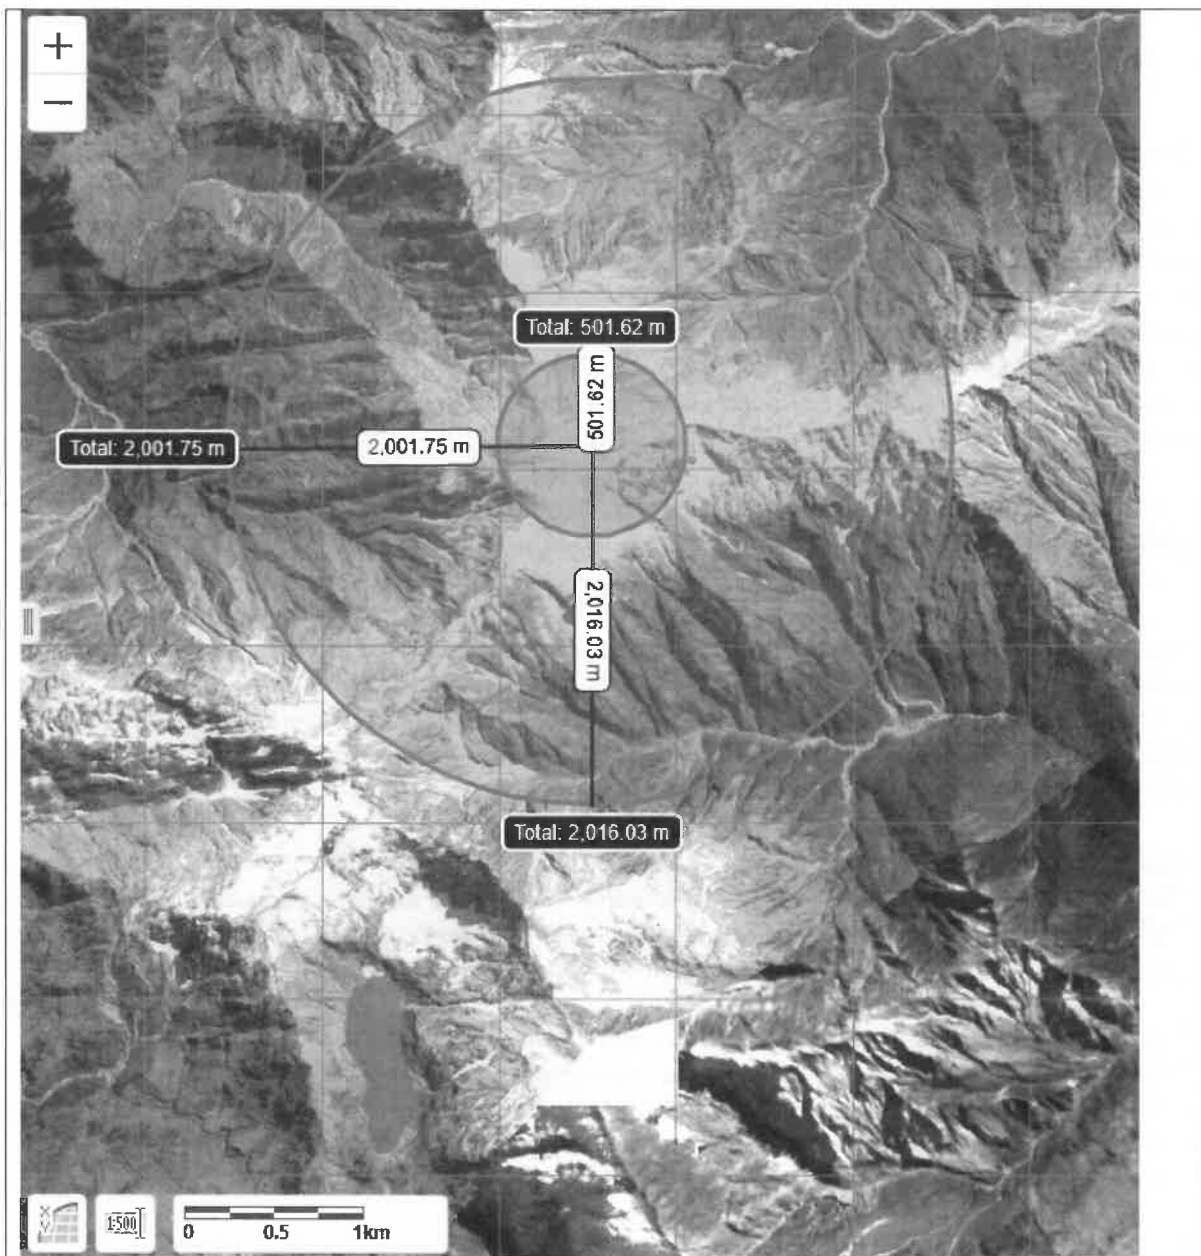 +
−
Total: 501.62 m
501.62 m
Total: 2,001.75 m
2,001.75 m
2,016.03 m
Total: 2,016.03 m
1:500
0 0.5 1km